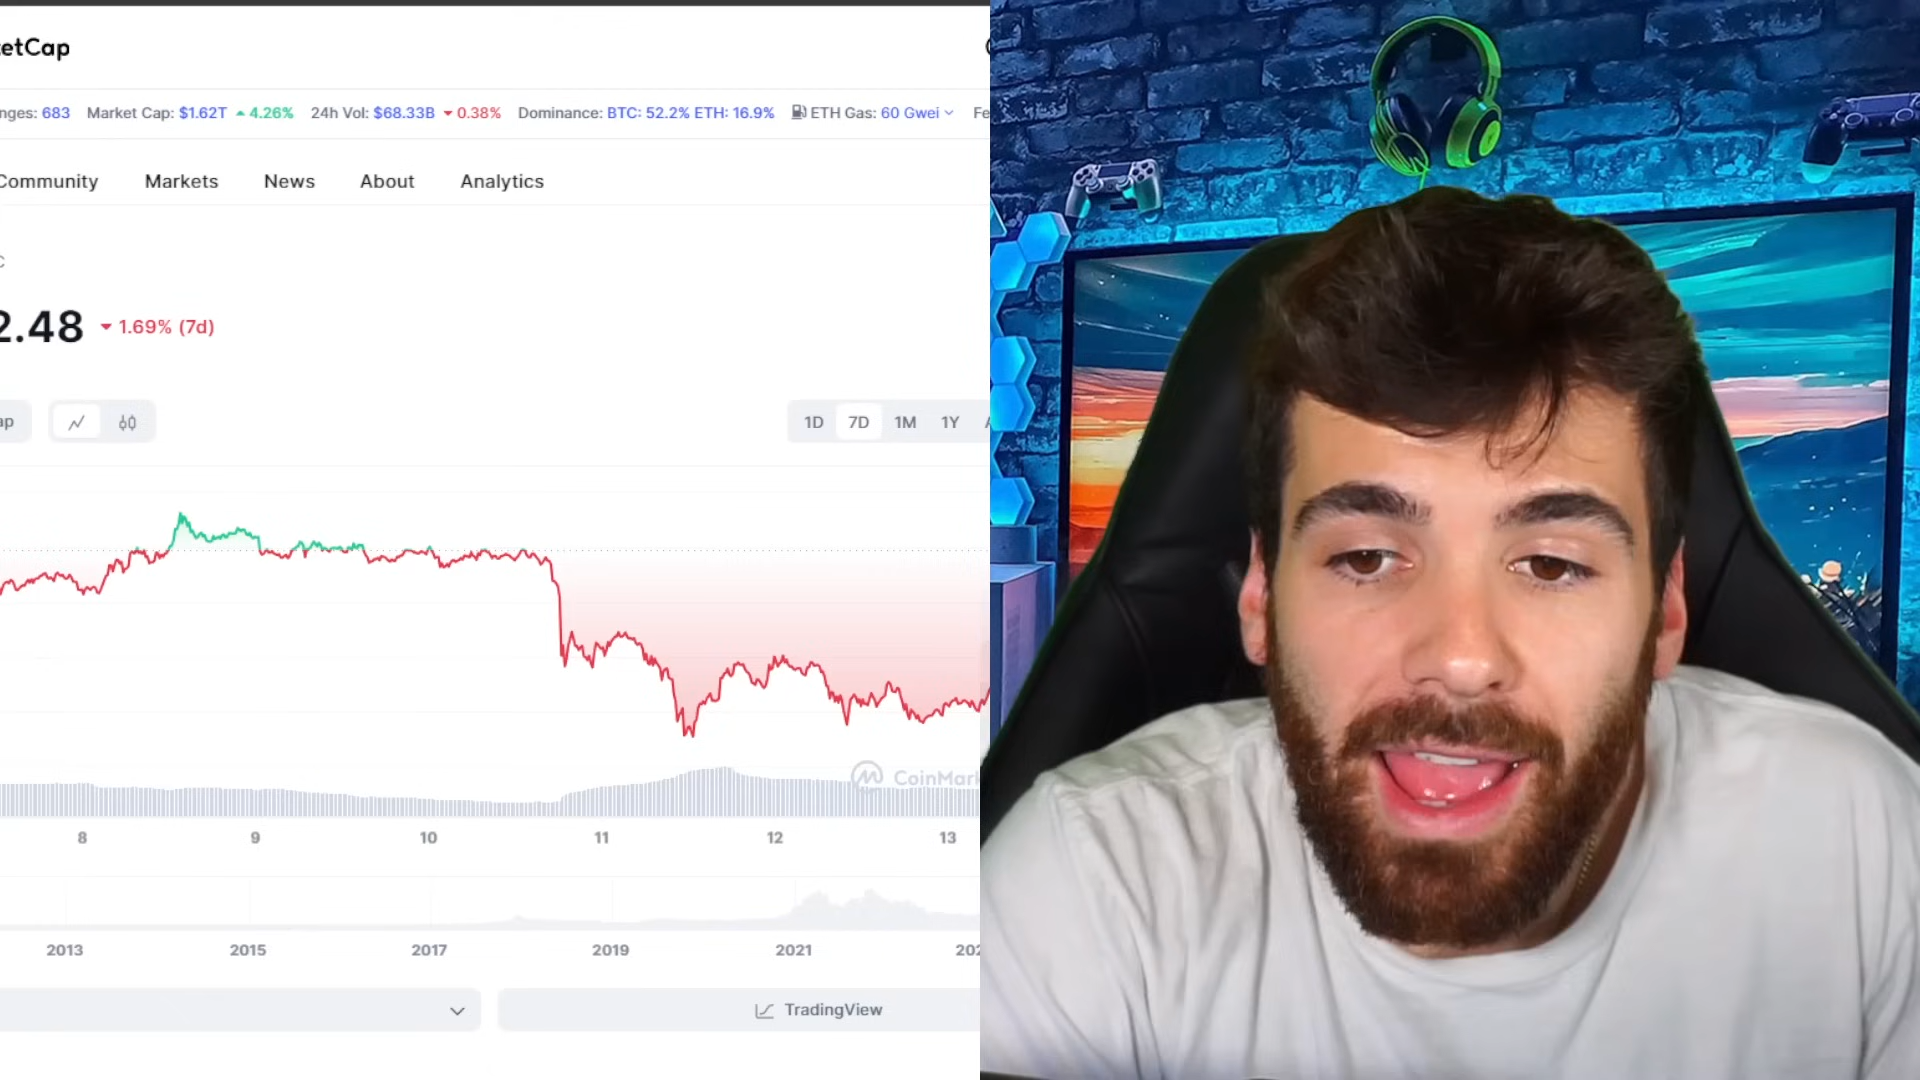 etCap
nges: 683 Market Cap: $1.62T 4.26% 24h Vol: $68.33B 0.38% Dominance: BTC: 52.2% ETH: 16.9% ETH Gas: 60 Gwei Fe
Community Markets News About Analytics
2.48 1.69% (7d)
ap 1D 7D 1M 1Y
CoinMark
8 9 10 11 12 13
2013 2015 2017 2019 2021 202
TradingView